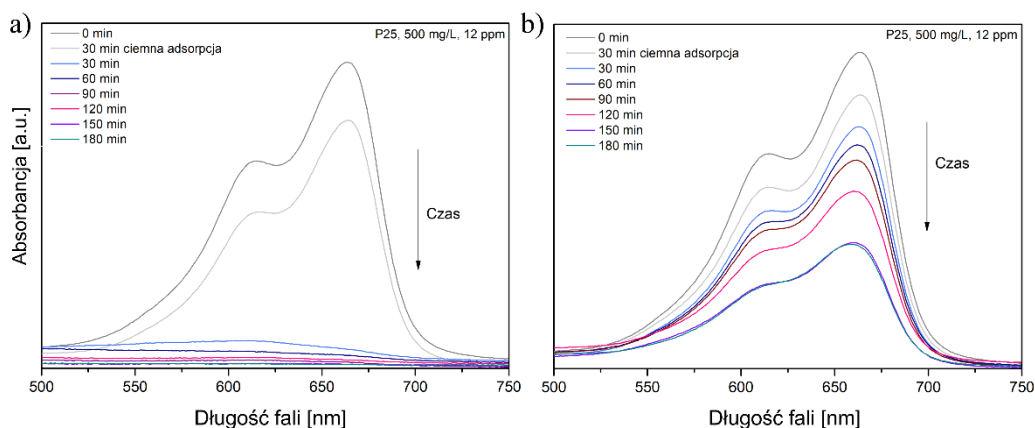 a)
P25, 500 mg/L, 12 ppm
0 min
30 min ciemna adsorpcja
30 min
60 min
90 min
120 min
150 min
180 min
Czas
Absorbancja [a.u.]
500 550 600 650 700 750
Długość fali [nm]
b)
P25, 500 mg/L, 12 ppm
0 min
30 min ciemna adsorpcja
30 min
60 min
90 min
120 min
150 min
180 min
Czas
500 550 600 650 700 750
Długość fali [nm]